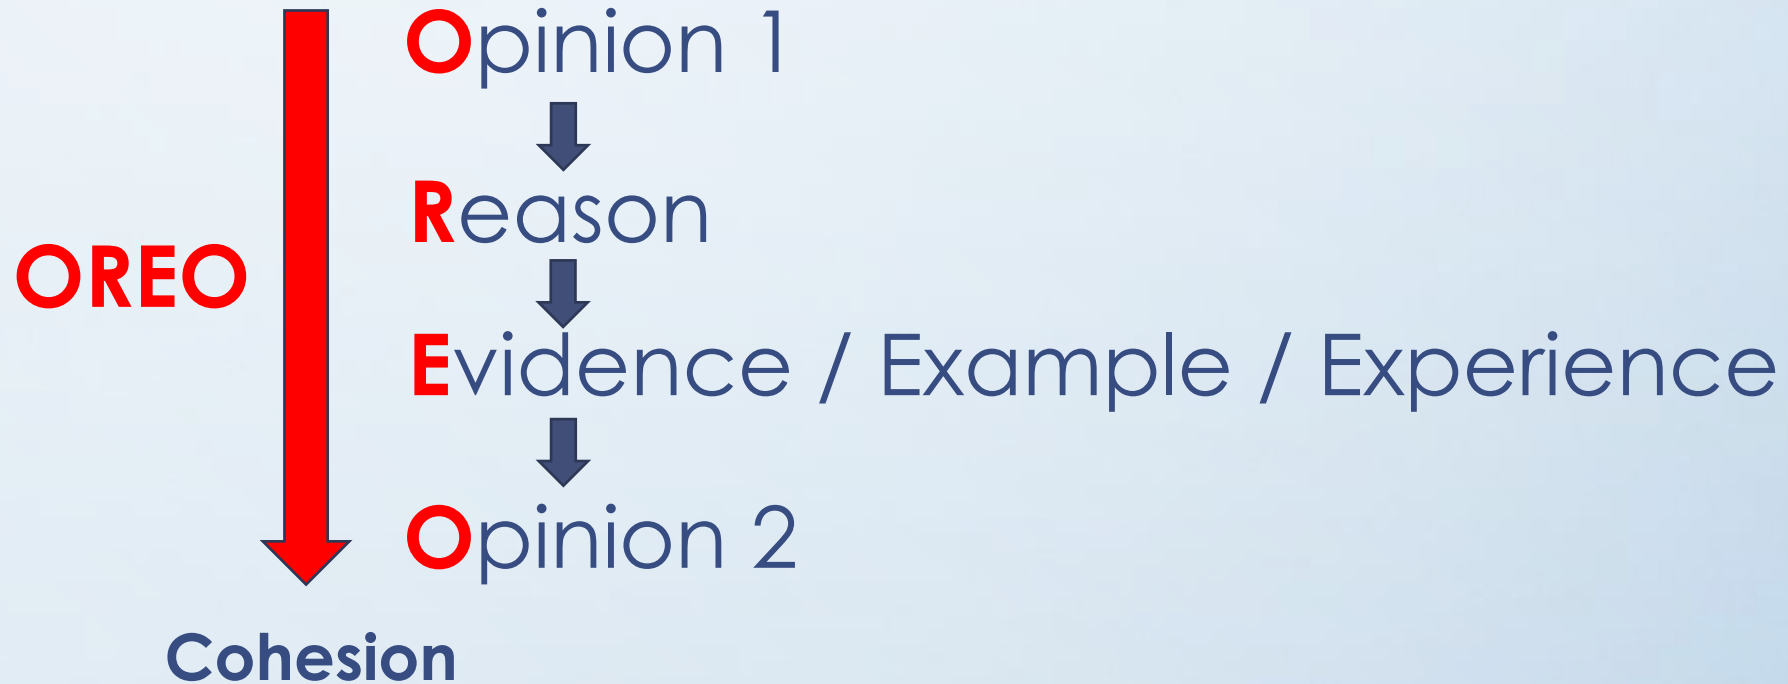 Opinion 1
Reason
OREO
Evidence / Example / Experience
Opinion 2
Cohesion